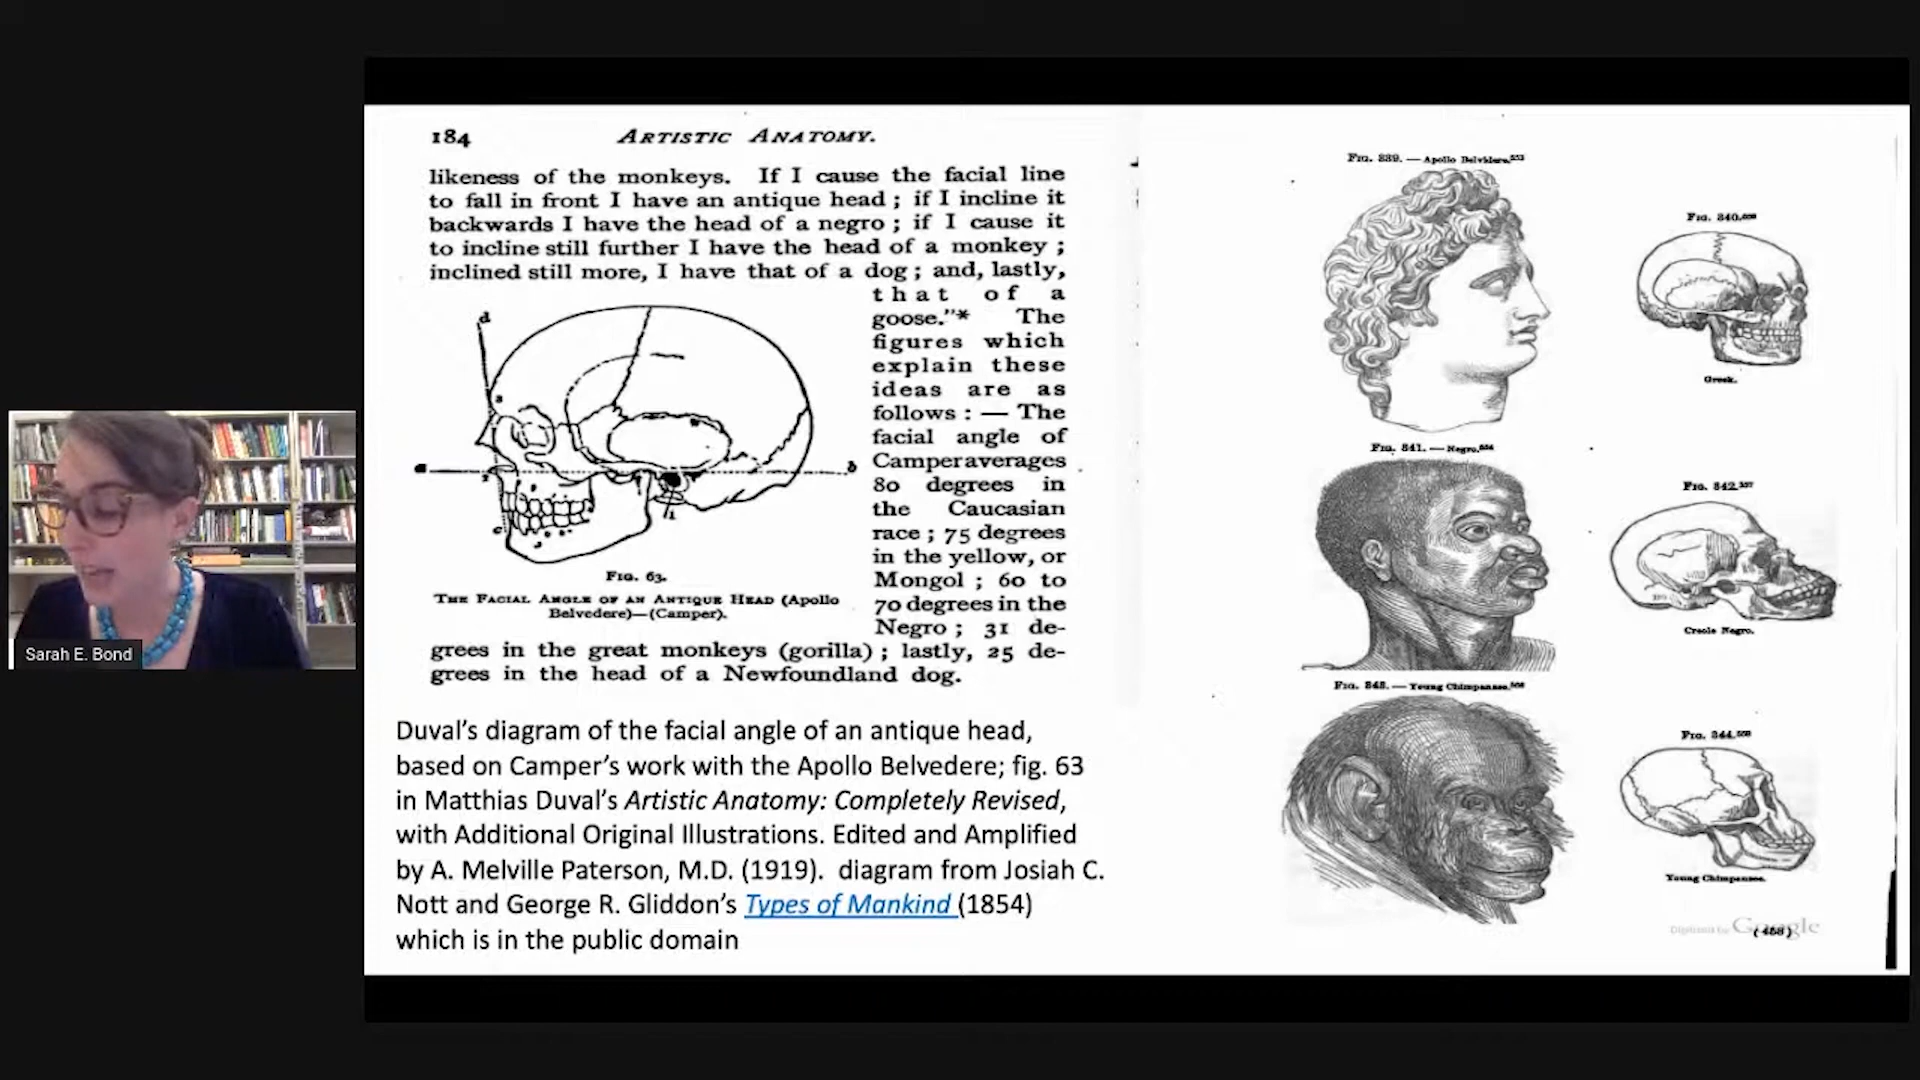 184 ARTISTIC ANATOMY.
likeness of the monkeys. If I cause the facial line
to fall in front I have an antique head ; if I incline it
backwards I have the head of a negro ; if I cause it
to incline still further I have the head of a monkey ;
inclined still more, I have that of a dog ; and, lastly,
that of a
goose."* The
figures which
explain these
ideas are as
follows : — The
facial angle of
Camper averages
80 degrees in
the Caucasian
race ; 75 degrees
in the yellow, or
Mongol ; 60 to
70 degrees in the
Negro ; 31 de-
grees in the great monkeys (gorilla) ; lastly, 25 de-
grees in the head of a Newfoundland dog.
d
a
b
c
FIG. 63.
THE FACIAL ANGLE OF AN ANTIQUE HEAD (Apollo
Belvedere)—(Camper).
Duval's diagram of the facial angle of an antique head,
based on Camper's work with the Apollo Belvedere; fig. 63
in Matthias Duval's Artistic Anatomy: Completely Revised,
with Additional Original Illustrations. Edited and Amplified
by A. Melville Paterson, M.D. (1919). diagram from Josiah C.
Nott and George R. Gliddon's Types of Mankind (1854)
which is in the public domain
FIG. 339. — Apollo Belvidere.
FIG. 340.
Greek.
FIG. 341. — Negro.
FIG. 342.
Creole Negro.
FIG. 343. — Young Chimpanzee.
FIG. 344.
Young Chimpanzee.
Digitized by Google
(458)
Sarah E. Bond